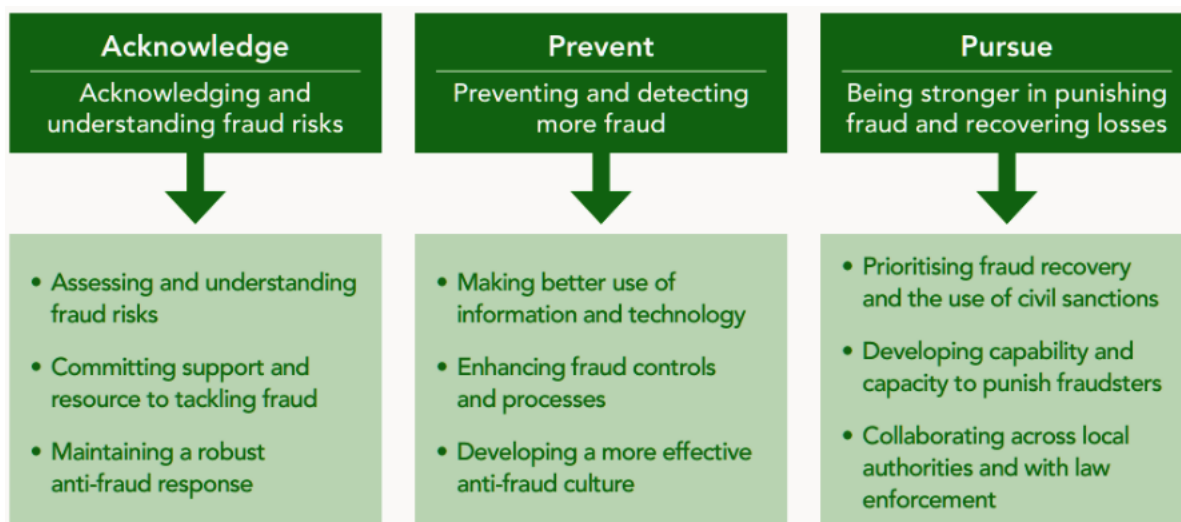 Acknowledge
Acknowledging and
understanding fraud risks
• Assessing and understanding
fraud risks
• Committing support and
resource to tackling fraud
• Maintaining a robust
anti-fraud response
Prevent
Preventing and detecting
more fraud
• Making better use of
information and technology
• Enhancing fraud controls
and processes
• Developing a more effective
anti-fraud culture
Pursue
Being stronger in punishing
fraud and recovering losses
• Prioritising fraud recovery
and the use of civil sanctions
• Developing capability and
capacity to punish fraudsters
• Collaborating across local
authorities and with law
enforcement